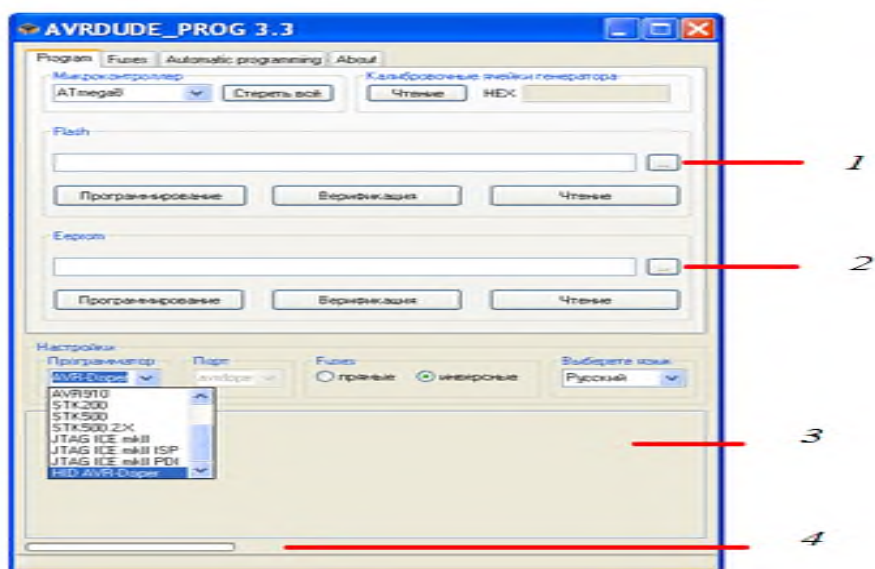 AVRDUDE_PROG 3.3
Program Fuses Automatic programming About
Микроконтроллер Калибровочные ячейки генератора
ATmega8 Стереть всё Чтение HEX
Flash
... 1
Программирование Верификация Чтение
Eeprom
... 2
Программирование Верификация Чтение
Настройки
Программатор Порт Fuses Выберете язык
AVR-Doper avrdope прямые инверсные Русский
AVR910
STK200
STK500
STK500 2.X
JTAG ICE mkII
JTAG ICE mkII ISP
JTAG ICE mkII PDI
HID AVR-Doper
3
4